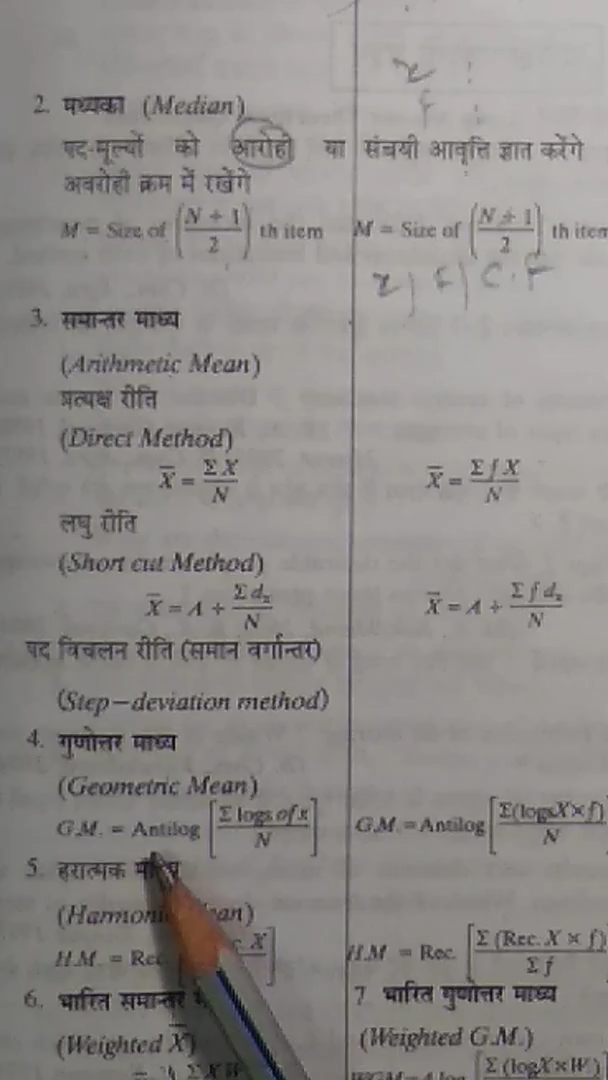 2. मध्यका (Median)
पद-मूल्यों को आरोही या
अवरोही क्रम में रखेंगे
M = Size of (N + 1 / 2) th item
3. समान्तर माध्य
(Arithmetic Mean)
प्रत्यक्ष रीति
(Direct Method)
X̄ = ΣX / N
लघु रीति
(Short cut Method)
X̄ = A + Σdₓ / N
पद विचलन रीति (समान वर्गान्तर)
(Step–deviation method)
4. गुणोत्तर माध्य
(Geometric Mean)
G.M. = Antilog [Σ logs of x / N]
5. हरात्मक
H.M. = Rec.
6. भारित समान्तर
(Weighted X̄)
x :
f :
संचयी आवृत्ति ज्ञात करेंगे
M = Size of (N + 1 / 2) th item
x | f | C.F
X̄ = ΣfX / N
X̄ = A + Σfdₓ / N
G.M. = Antilog [Σ(logsX×f) / N]
H.M = Rec. [Σ(Rec. X × f) / Σf]
7. भारित गुणोत्तर माध्य
(Weighted G.M.)
Σ(logX×W)